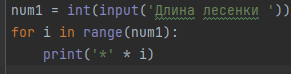 num1 = int(input('Длина лесенки '))
for i in range(num1):
    print('*' * i)